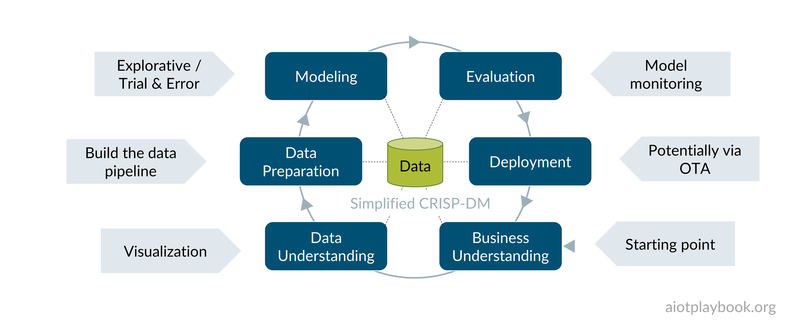 Explorative /
Trial & Error
Modeling
Evaluation
Model
monitoring
Build the data
pipeline
Data
Preparation
Data
Deployment
Potentially via
OTA
Simplified CRISP-DM
Visualization
Data
Understanding
Business
Understanding
Starting point
aiotplaybook.org